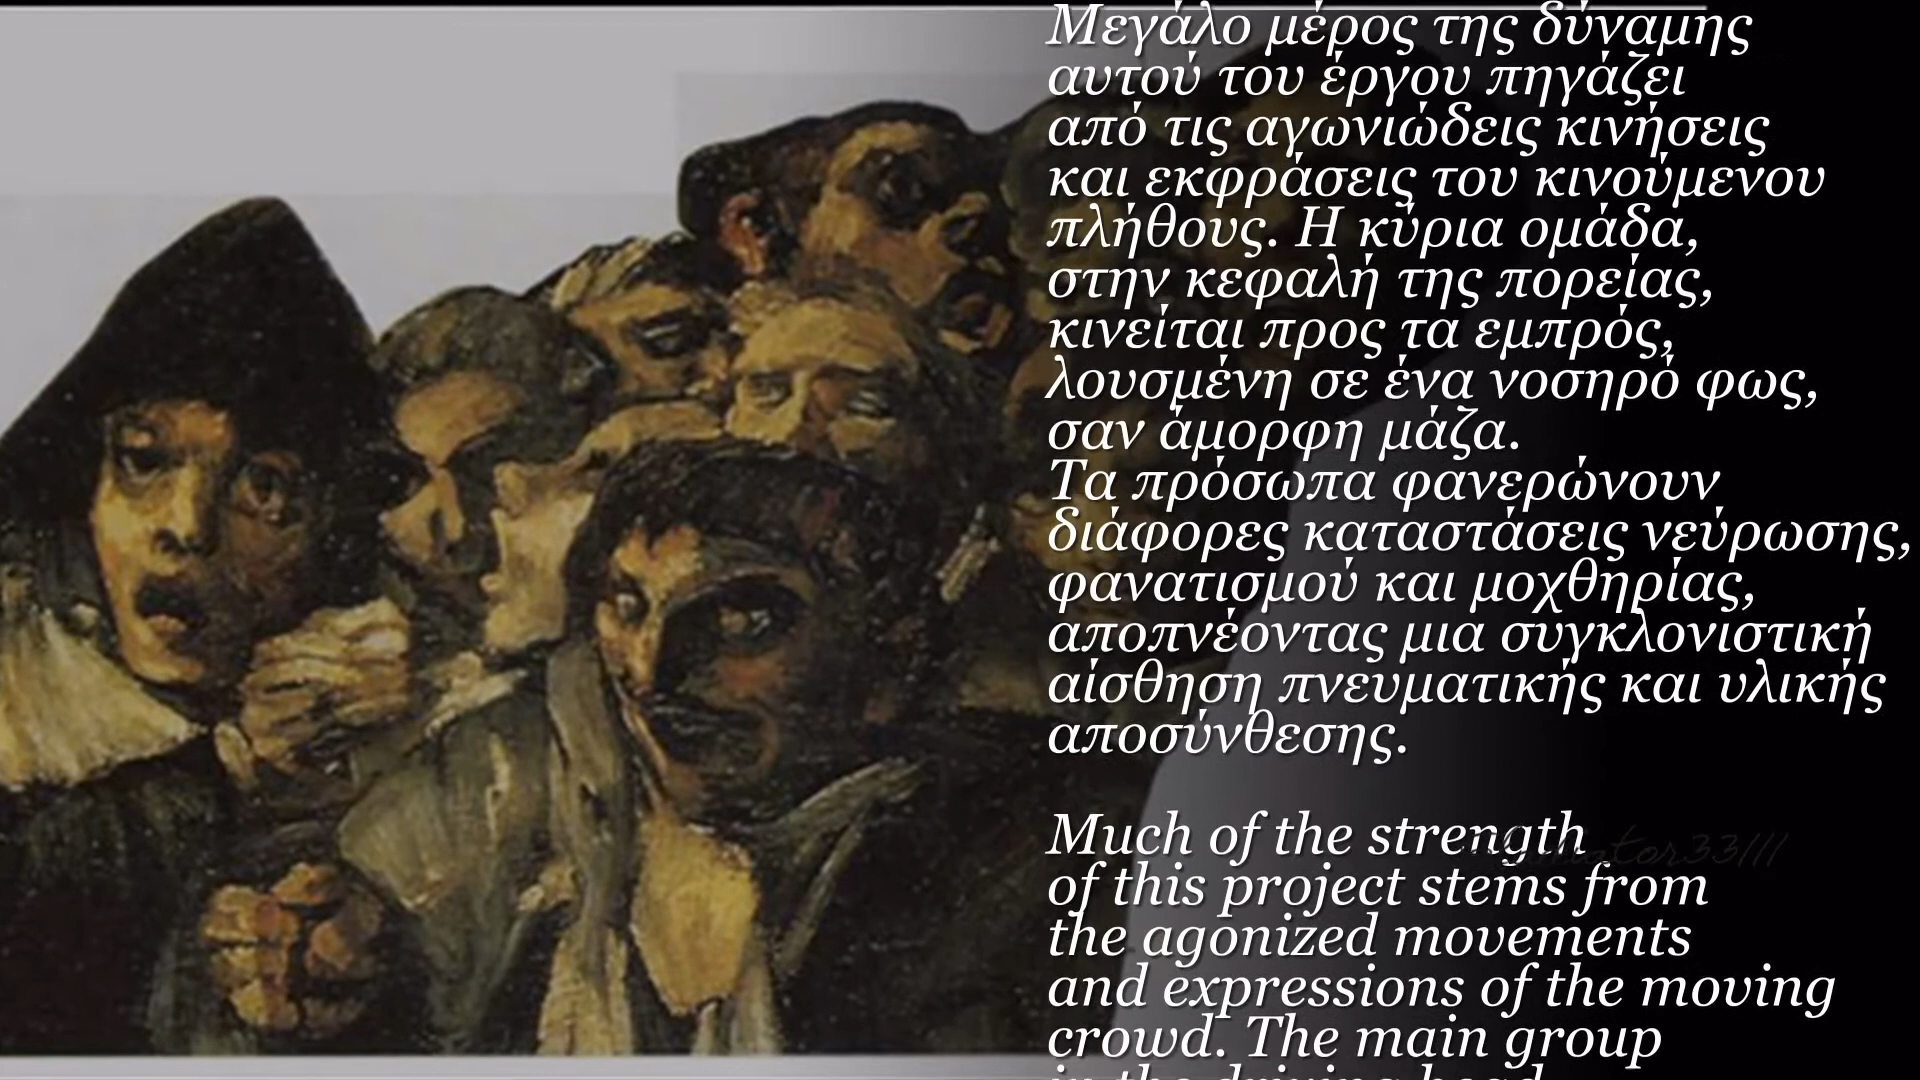 Μεγάλο μέρος της δύναμης
αυτού του έργου πηγάζει
από τις αγωνιώδεις κινήσεις
και εκφράσεις του κινούμενου
πλήθους. Η κύρια ομάδα,
στην κεφαλή της πορείας,
κινείται προς τα εμπρός,
λουσμένη σε ένα νοσηρό φως,
σαν άμορφη μάζα.
Τα πρόσωπα φανερώνουν
διάφορες καταστάσεις νεύρωσης,
φανατισμού και μοχθηρίας,
αποπνέοντας μια συγκλονιστική
αίσθηση πνευματικής και υλικής
αποσύνθεσης.
Much of the strength
of this project stems from
the agonized movements
and expressions of the moving
crowd. The main group